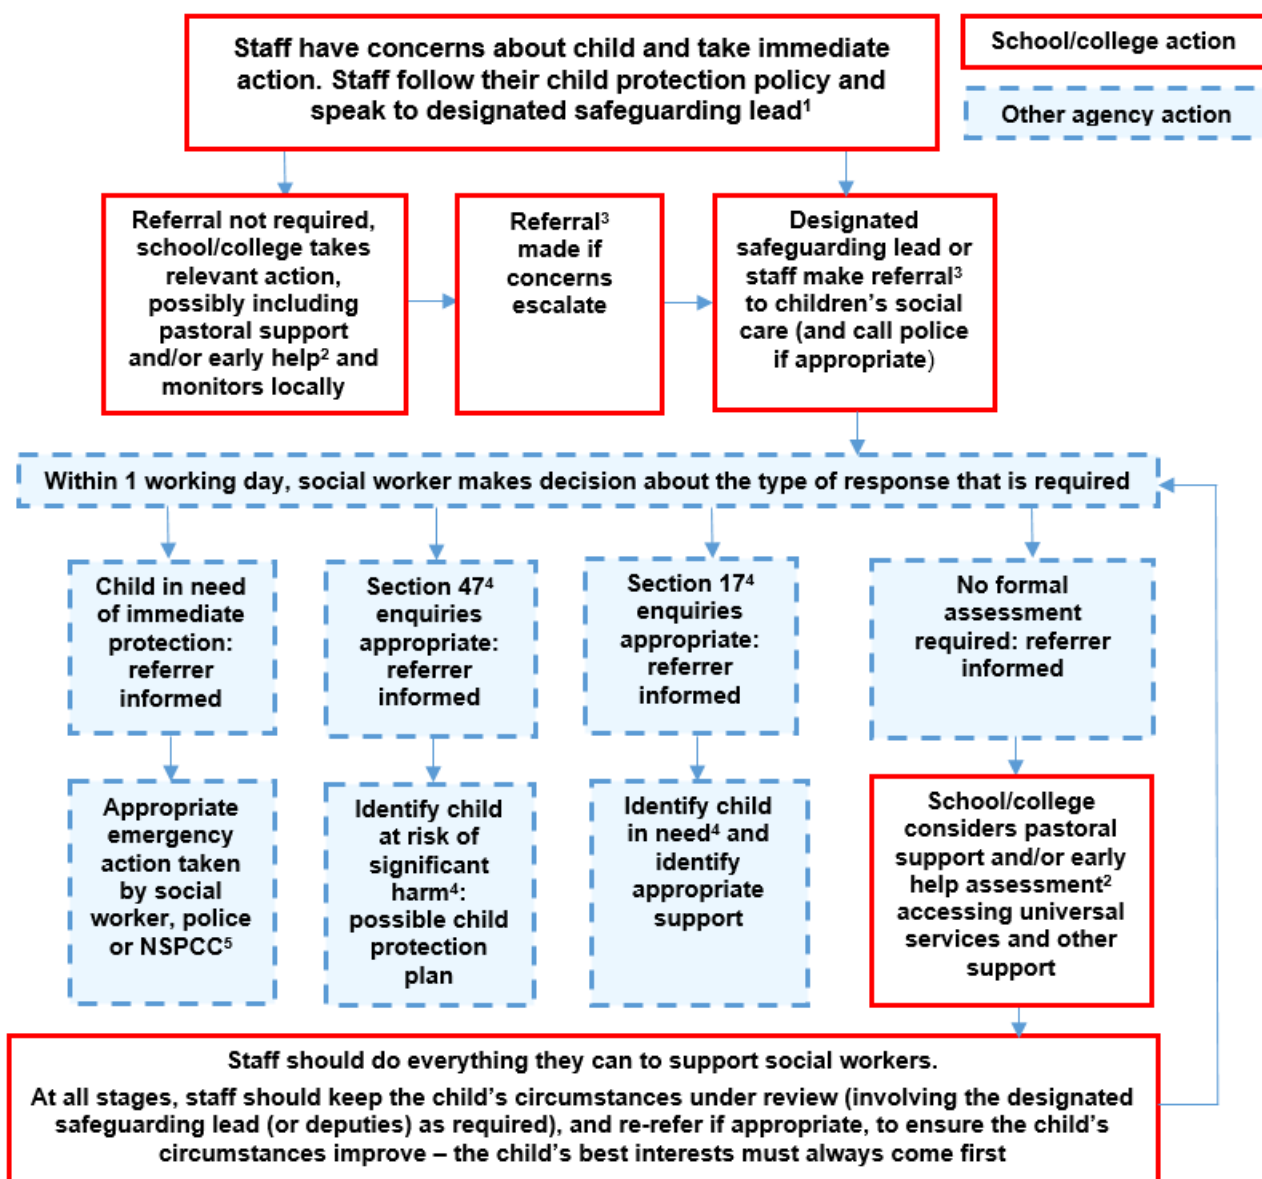 Staff have concerns about child and take immediate
action. Staff follow their child protection policy and
speak to designated safeguarding lead¹
School/college action
Other agency action
Referral not required,
school/college takes
relevant action,
possibly including
pastoral support
and/or early help² and
monitors locally
Referral³
made if
concerns
escalate
Designated
safeguarding lead or
staff make referral³
to children’s social
care (and call police
if appropriate)
Within 1 working day, social worker makes decision about the type of response that is required
Child in need
of immediate
protection:
referrer
informed
Section 47⁴
enquiries
appropriate:
referrer
informed
Section 17⁴
enquiries
appropriate:
referrer
informed
No formal
assessment
required: referrer
informed
Appropriate
emergency
action taken
by social
worker, police
or NSPCC⁵
Identify child
at risk of
significant
harm⁴:
possible child
protection
plan
Identify child
in need⁴ and
identify
appropriate
support
School/college
considers pastoral
support and/or early
help assessment²
accessing universal
services and other
support
Staff should do everything they can to support social workers.
At all stages, staff should keep the child’s circumstances under review (involving the designated
safeguarding lead (or deputies) as required), and re-refer if appropriate, to ensure the child’s
circumstances improve – the child’s best interests must always come first